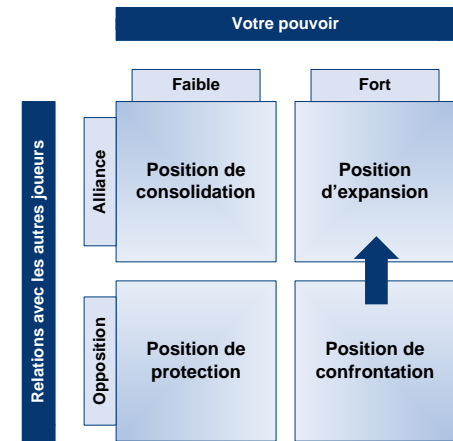 Votre pouvoir
Faible
Fort
Relations avec les autres joueurs
Alliance
Position de
consolidation
Position
d'expansion
Opposition
Position de
protection
Position de
confrontation